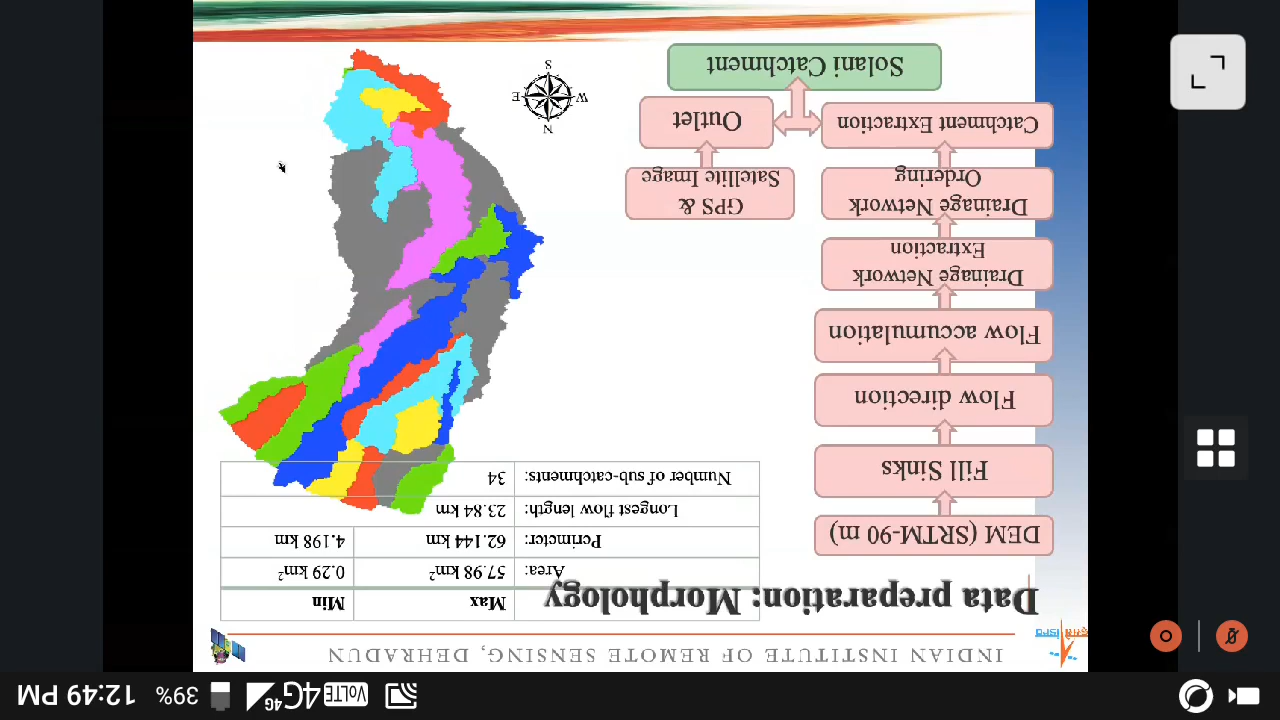 INDIAN INSTITUTE OF REMOTE SENSING, DEHRADUN
Data preparation: Morphology
DEM (SRTM-90 m)
Fill Sinks
Flow direction
Flow accumulation
Drainage Network
Extraction
Drainage Network
Ordering
Catchment Extraction
GPS &
Satellite Image
Outlet
Solani Catchment
Max Min
Area: 57.98 km² 0.29 km²
Perimeter: 62.144 km 4.198 km
Longest flow length: 23.84 km
Number of sub-catchments: 34
N
W
E
S
VoLTE
4G
4G
39%
12:49 PM